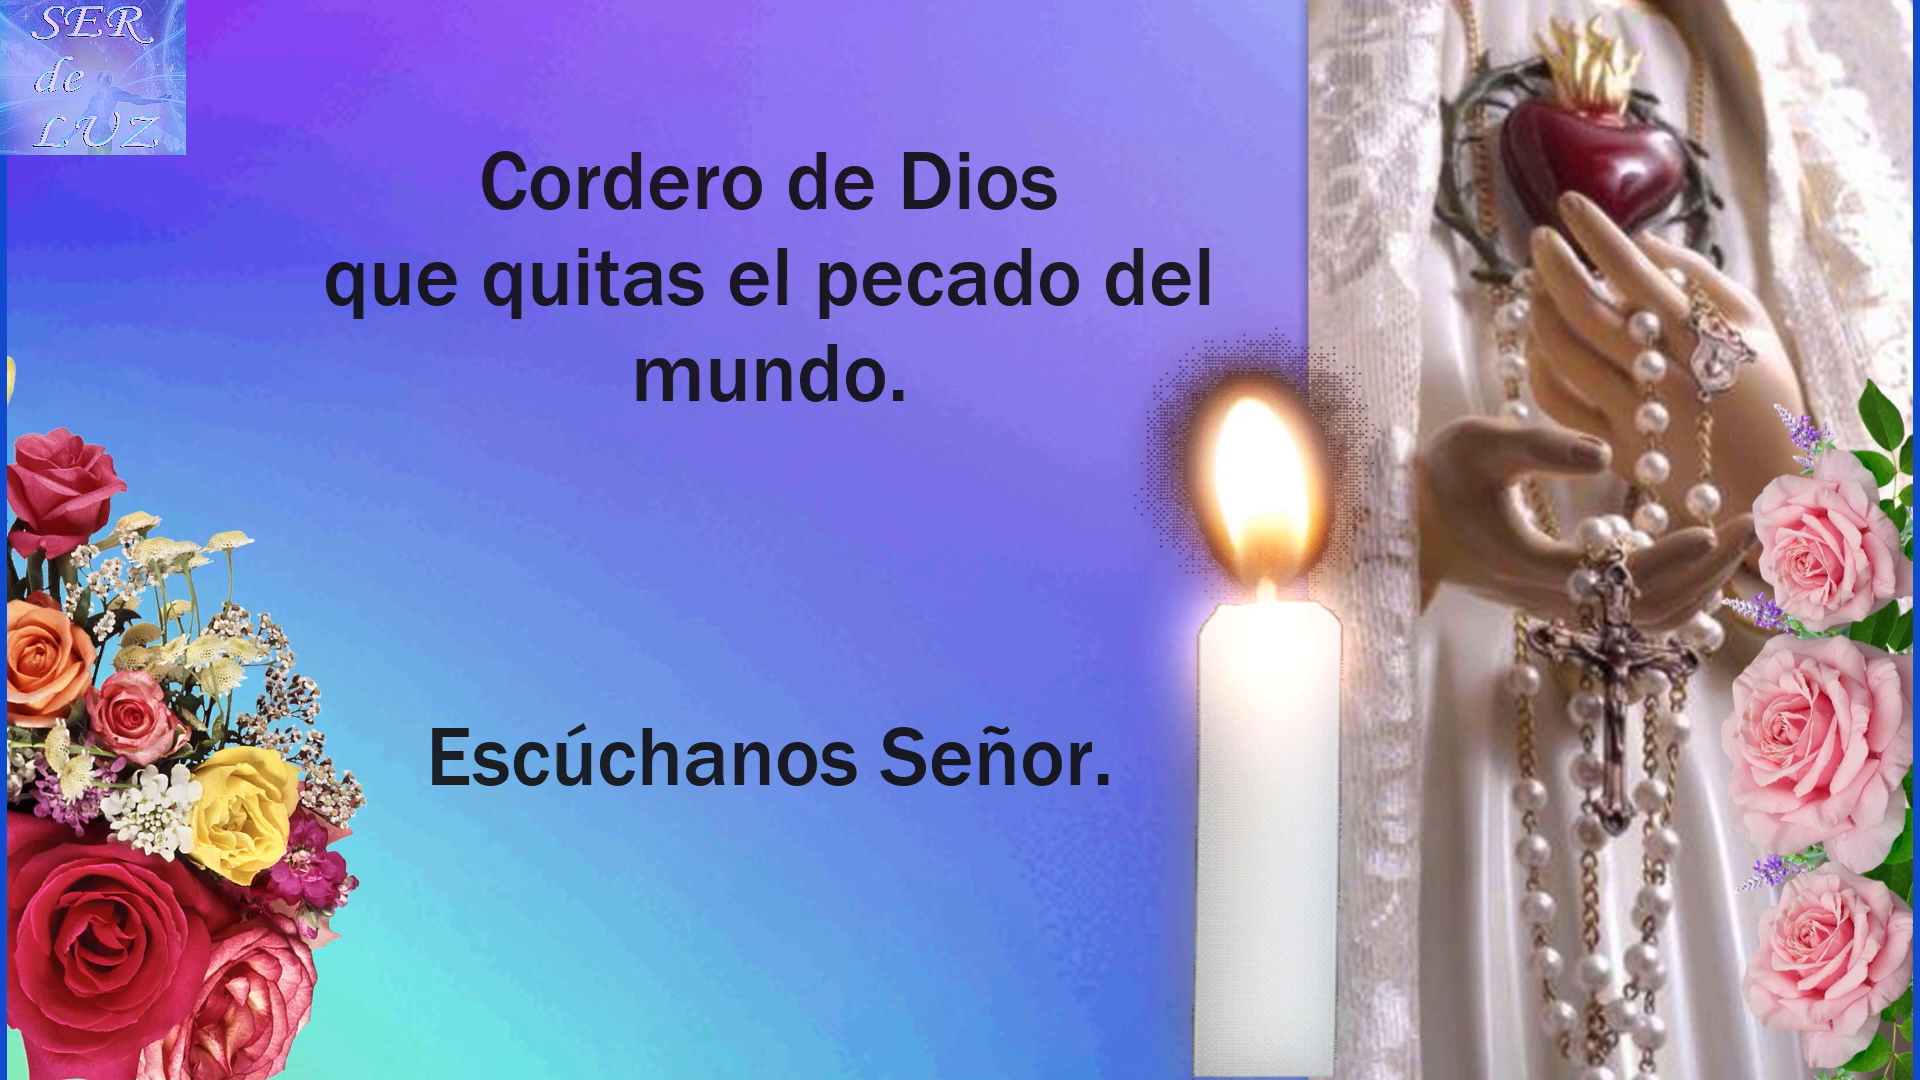 SER
de
LUZ
Cordero de Dios
que quitas el pecado del
mundo.
Escúchanos Señor.